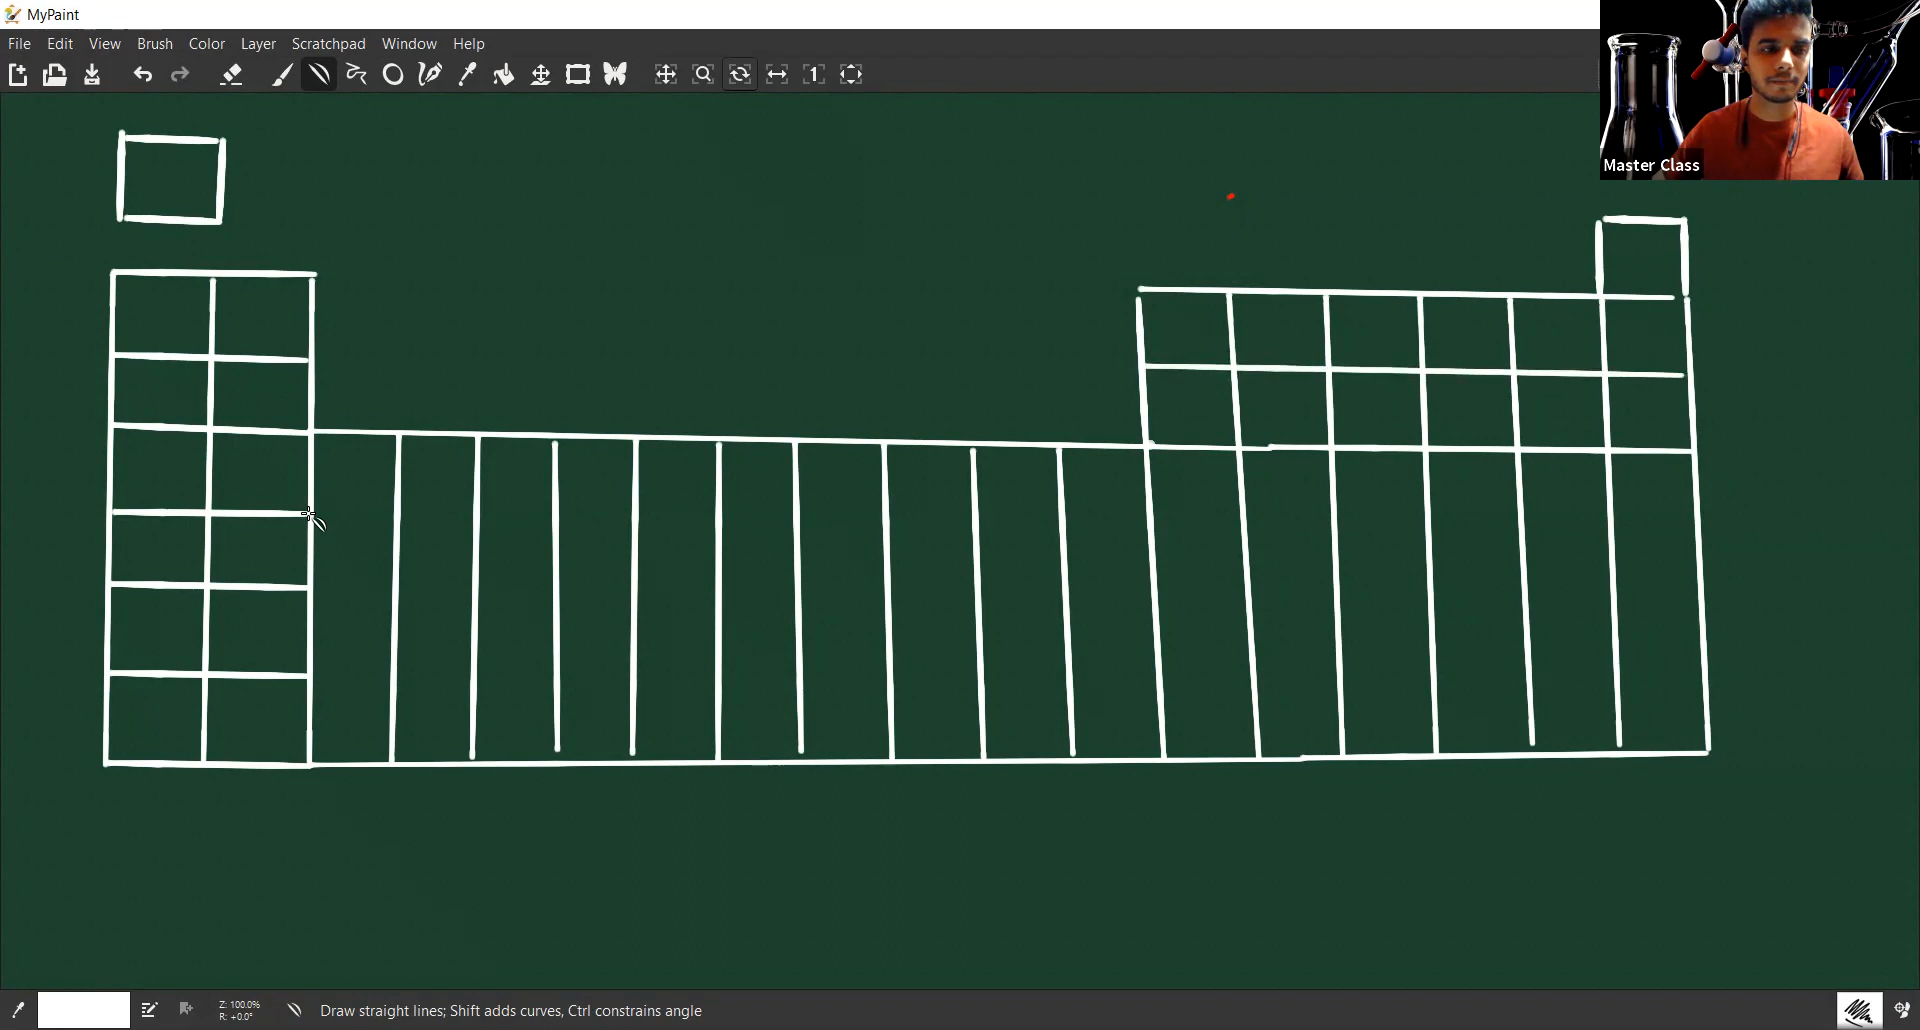 MyPaint
File Edit View Brush Color Layer Scratchpad Window Help
1
Master Class
Z: 100.0%
R: +0.0°
Draw straight lines; Shift adds curves, Ctrl constrains angle